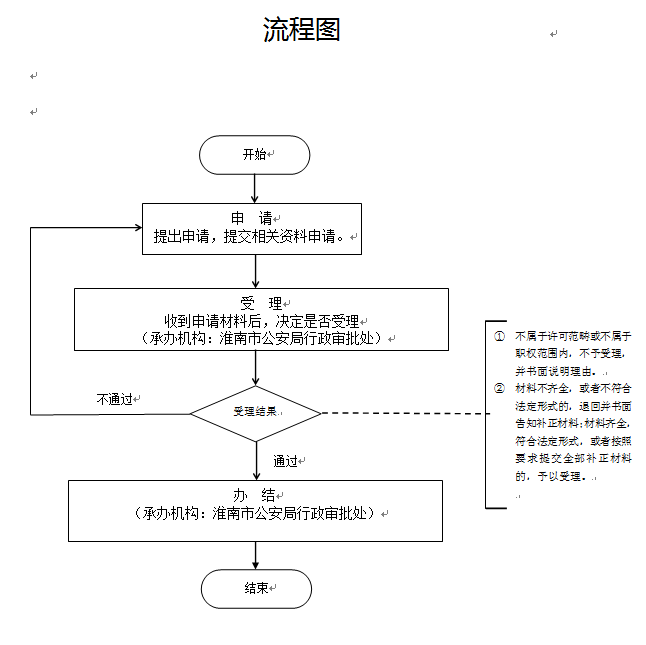 流程图
开始
申 请
提出申请，提交相关资料申请。
受 理
收到申请材料后，决定是否受理
（承办机构：淮南市公安局行政审批处）
不通过
受理结果
通过
办 结
（承办机构：淮南市公安局行政审批处）
结束
① 不属于许可范畴或不属于
职权范围内，不予受理，
并书面说明理由。
② 材料不齐全，或者不符合
法定形式的，退回并书面
告知补正材料;材料齐全，
符合法定形式，或者按照
要求提交全部补正材料
的，予以受理。